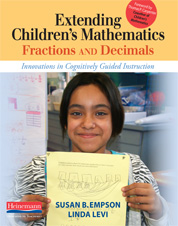 Extending
Children's Mathematics
FRACTIONS AND DECIMALS
Innovations in Cognitively Guided Instruction
SUSAN B. EMPSON
LINDA LEVI
Heinemann